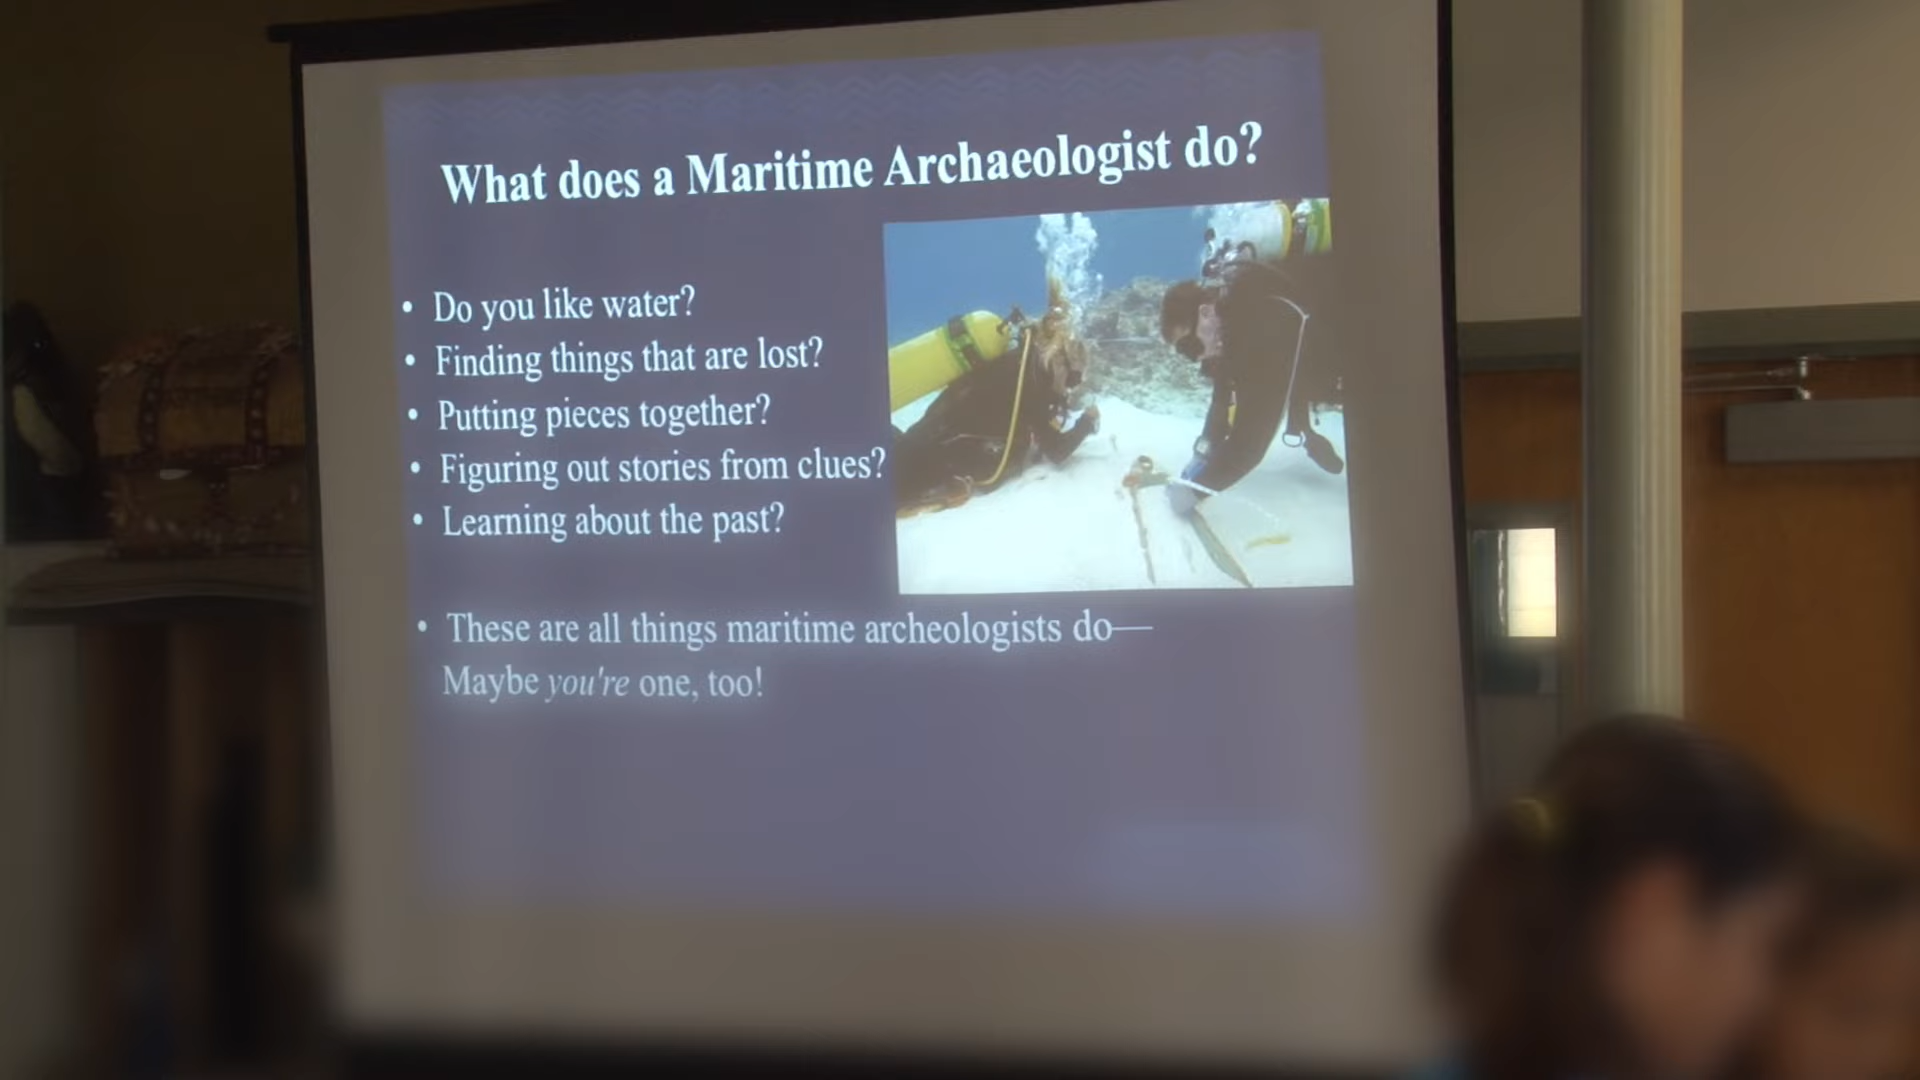 What does a Maritime Archaeologist do?
• Do you like water?
• Finding things that are lost?
• Putting pieces together?
• Figuring out stories from clues?
• Learning about the past?
• These are all things maritime archeologists do—
Maybe you're one, too!